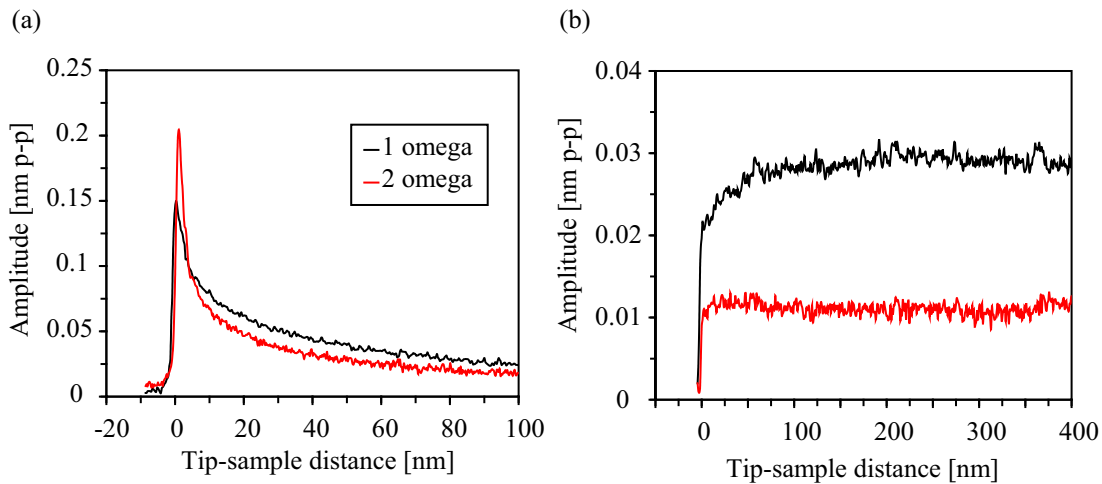 (a)
(b)
0.25
0.2
0.15
0.1
0.05
0
Amplitude [nm p-p]
1 omega
2 omega
-20 0 20 40 60 80 100
Tip-sample distance [nm]
0.04
0.03
0.02
0.01
0
Amplitude [nm p-p]
0 100 200 300 400
Tip-sample distance [nm]